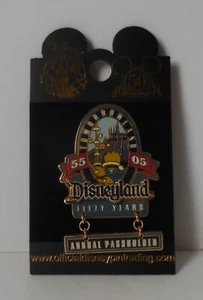 55 05
Disneyland
FIFTY YEARS
ANNUAL PASSHOLDER
www.officialdisneypintrading.com